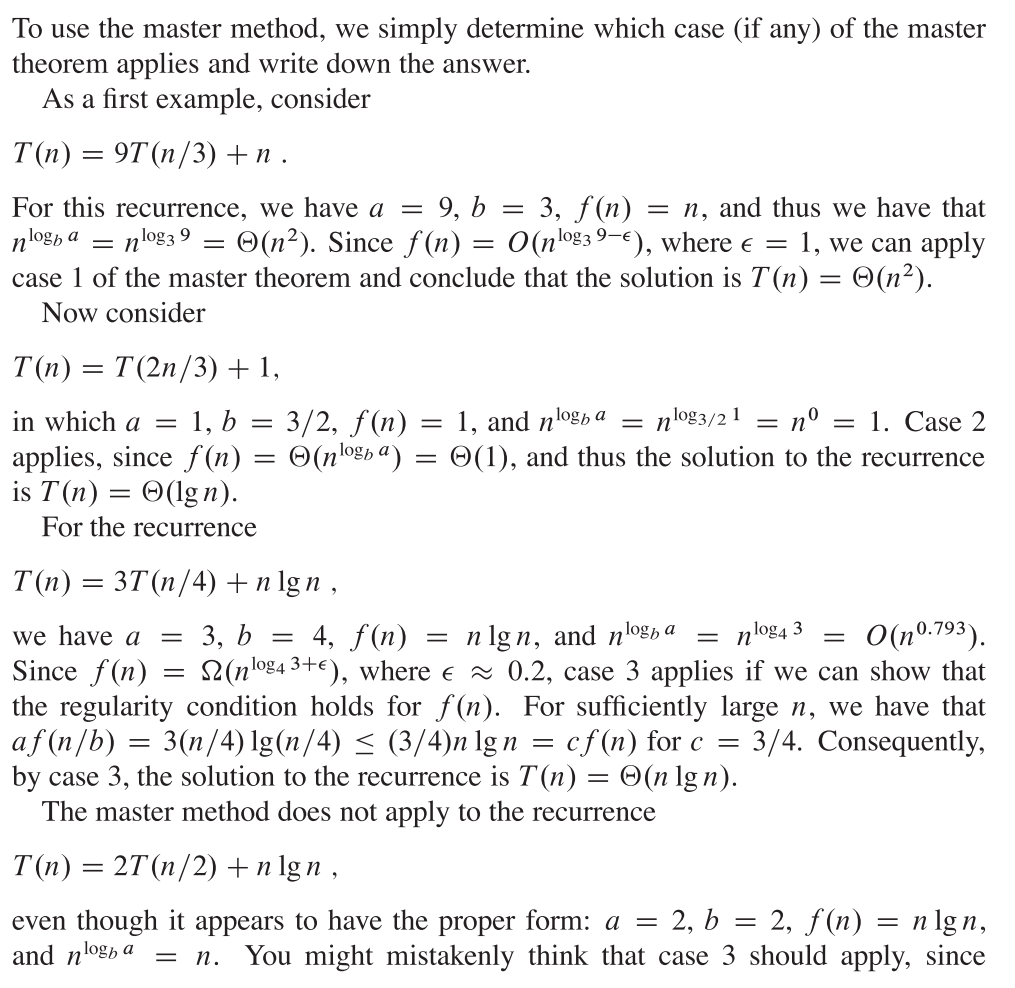 To use the master method, we simply determine which case (if any) of the master
theorem applies and write down the answer.
As a first example, consider
T(n) = 9T(n/3) + n .
For this recurrence, we have a = 9, b = 3, f(n) = n, and thus we have that
n^{log_b a} = n^{log_3 9} = Θ(n^2). Since f(n) = O(n^{log_3 9−ϵ}), where ϵ = 1, we can apply
case 1 of the master theorem and conclude that the solution is T(n) = Θ(n^2).
Now consider
T(n) = T(2n/3) + 1,
in which a = 1, b = 3/2, f(n) = 1, and n^{log_b a} = n^{log_{3/2} 1} = n^0 = 1. Case 2
applies, since f(n) = Θ(n^{log_b a}) = Θ(1), and thus the solution to the recurrence
is T(n) = Θ(lg n).
For the recurrence
T(n) = 3T(n/4) + n lg n ,
we have a = 3, b = 4, f(n) = n lg n, and n^{log_b a} = n^{log_4 3} = O(n^{0.793}).
Since f(n) = Ω(n^{log_4 3+ϵ}), where ϵ ≈ 0.2, case 3 applies if we can show that
the regularity condition holds for f(n). For sufficiently large n, we have that
af(n/b) = 3(n/4) lg(n/4) ≤ (3/4)n lg n = cf(n) for c = 3/4. Consequently,
by case 3, the solution to the recurrence is T(n) = Θ(n lg n).
The master method does not apply to the recurrence
T(n) = 2T(n/2) + n lg n ,
even though it appears to have the proper form: a = 2, b = 2, f(n) = n lg n,
and n^{log_b a} = n. You might mistakenly think that case 3 should apply, since